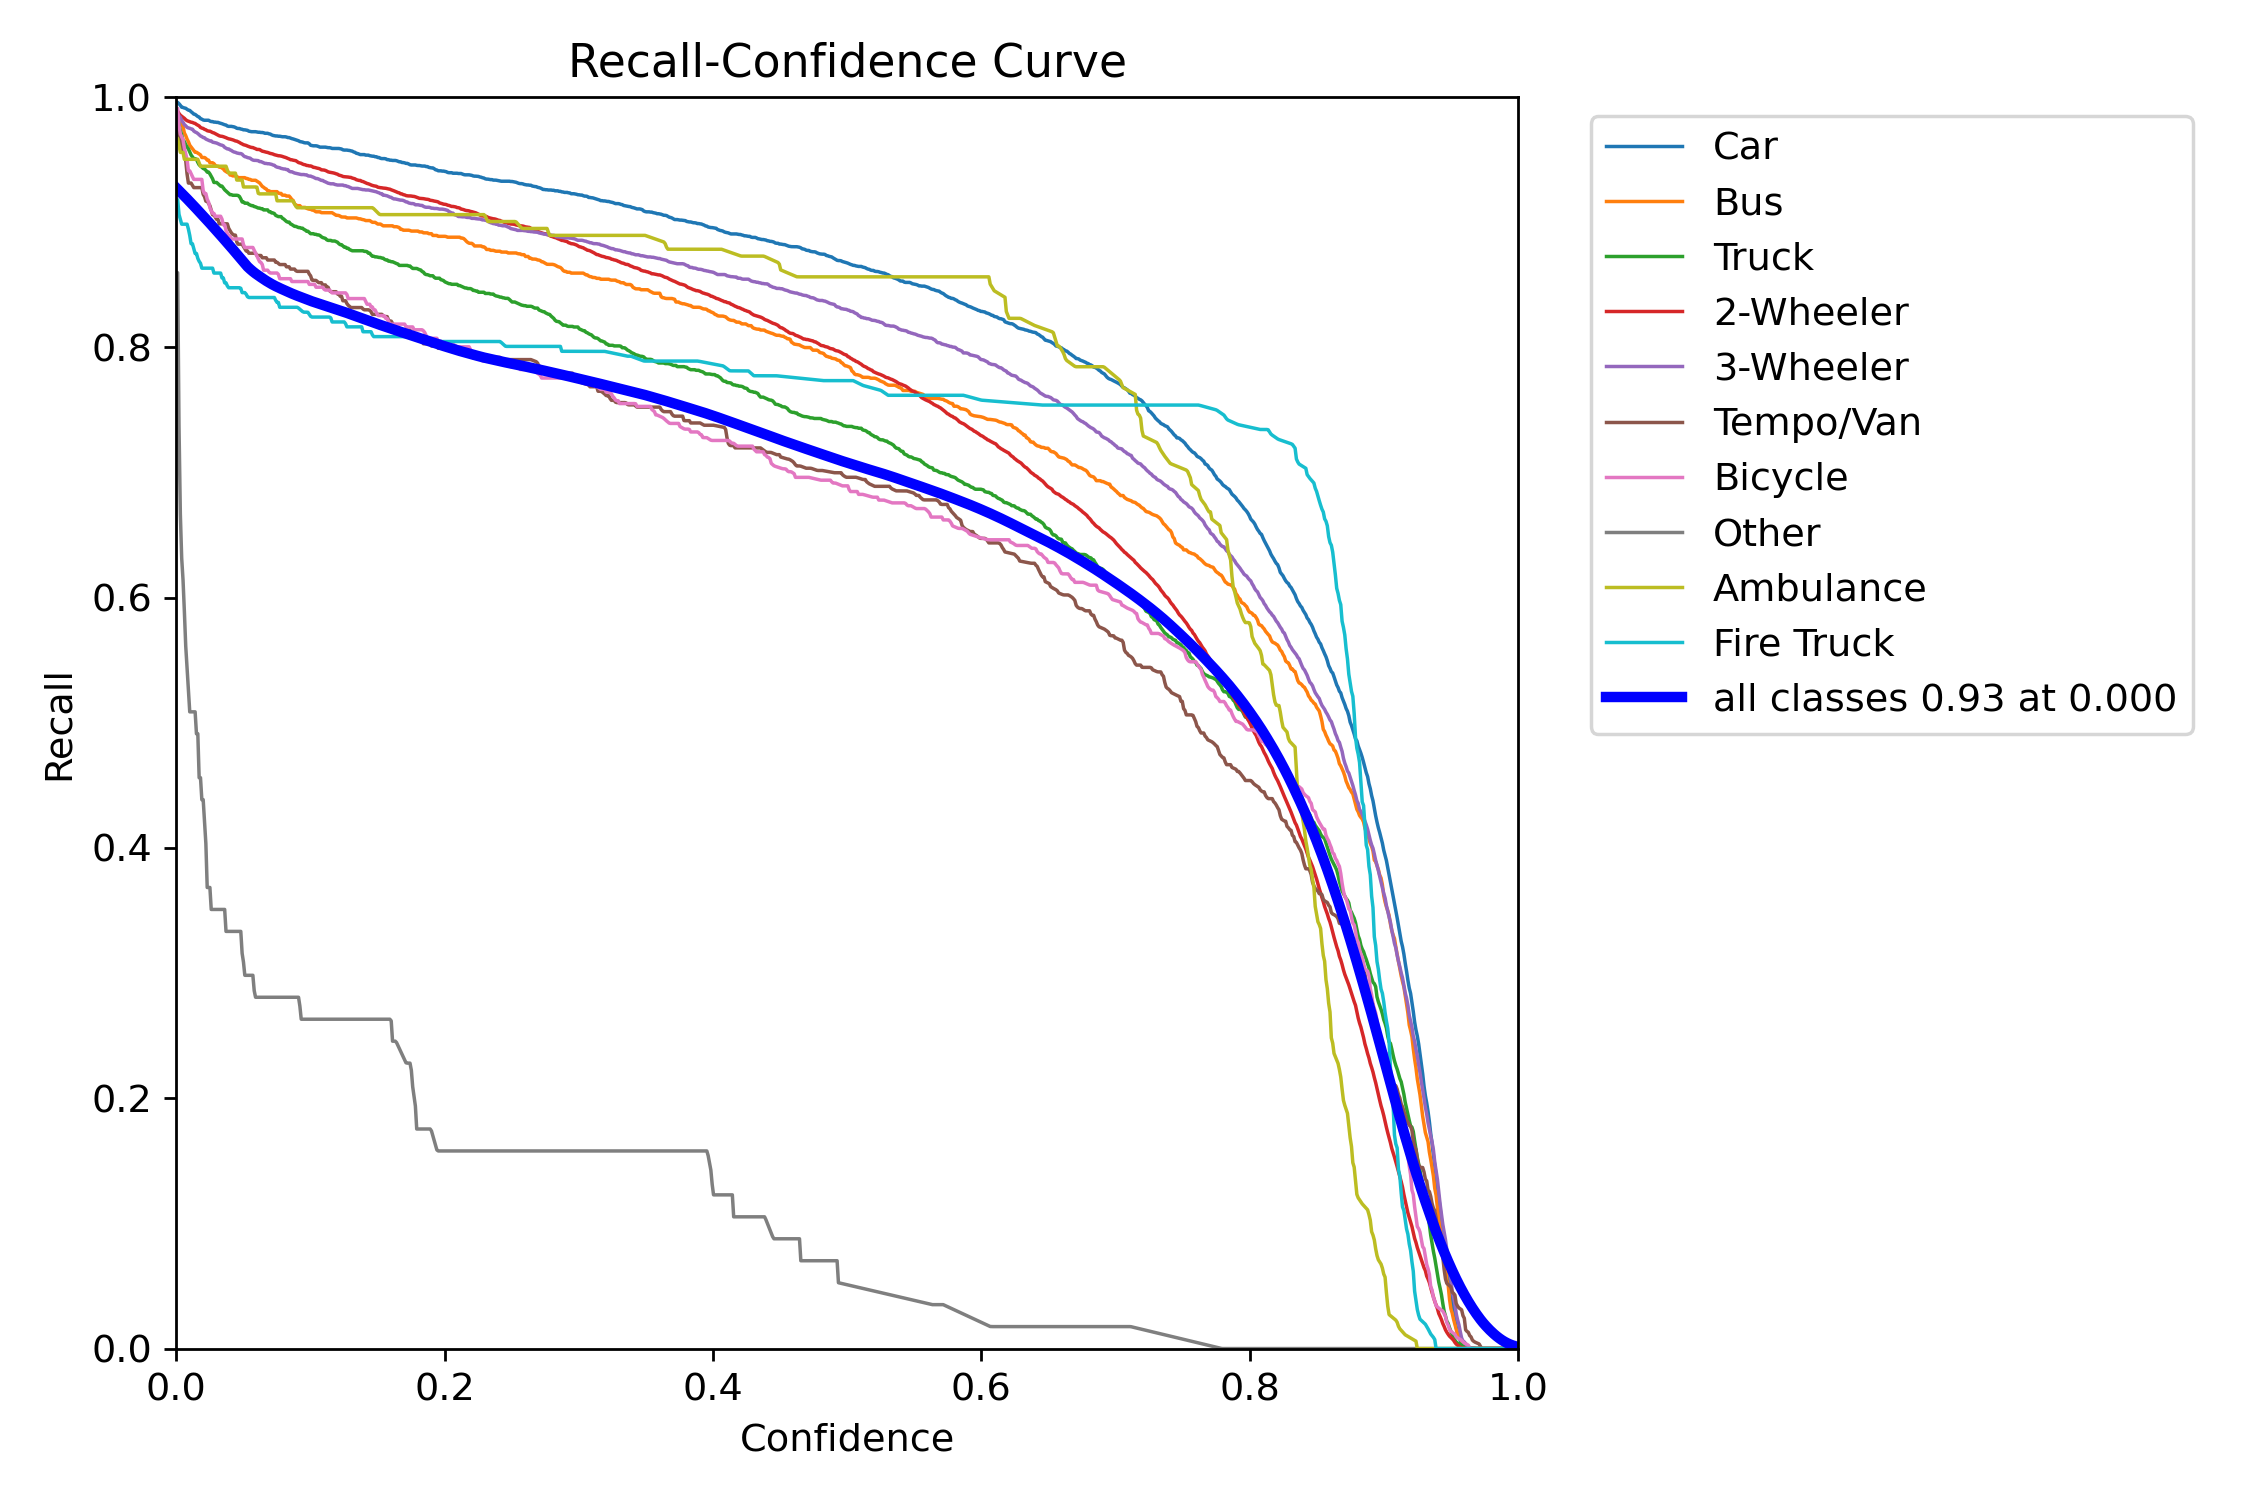 Recall-Confidence Curve
1.0
0.8
0.6
0.4
0.2
0.0
Recall
0.0 0.2 0.4 0.6 0.8 1.0
Confidence
Car
Bus
Truck
2-Wheeler
3-Wheeler
Tempo/Van
Bicycle
Other
Ambulance
Fire Truck
all classes 0.93 at 0.000